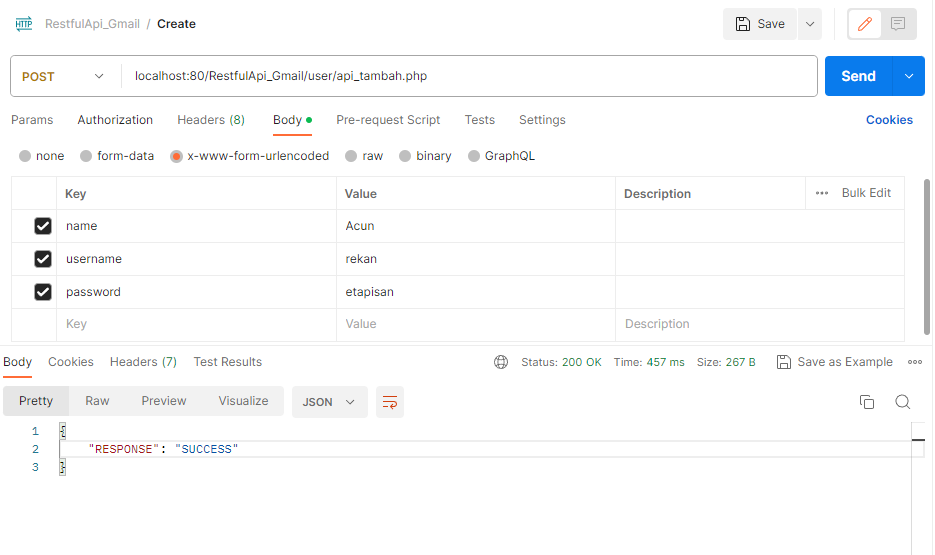 HTTP RestfulApi_Gmail / Create Save
POST localhost:80/RestfulApi_Gmail/user/api_tambah.php Send
Params Authorization Headers (8) Body Pre-request Script Tests Settings Cookies
none form-data x-www-form-urlencoded raw binary GraphQL
Key Value Description ••• Bulk Edit
name Acun
username rekan
password etapisan
Key Value Description
Body Cookies Headers (7) Test Results Status: 200 OK Time: 457 ms Size: 267 B Save as Example •••
Pretty Raw Preview Visualize JSON
1 {
2 "RESPONSE": "SUCCESS"
3 }